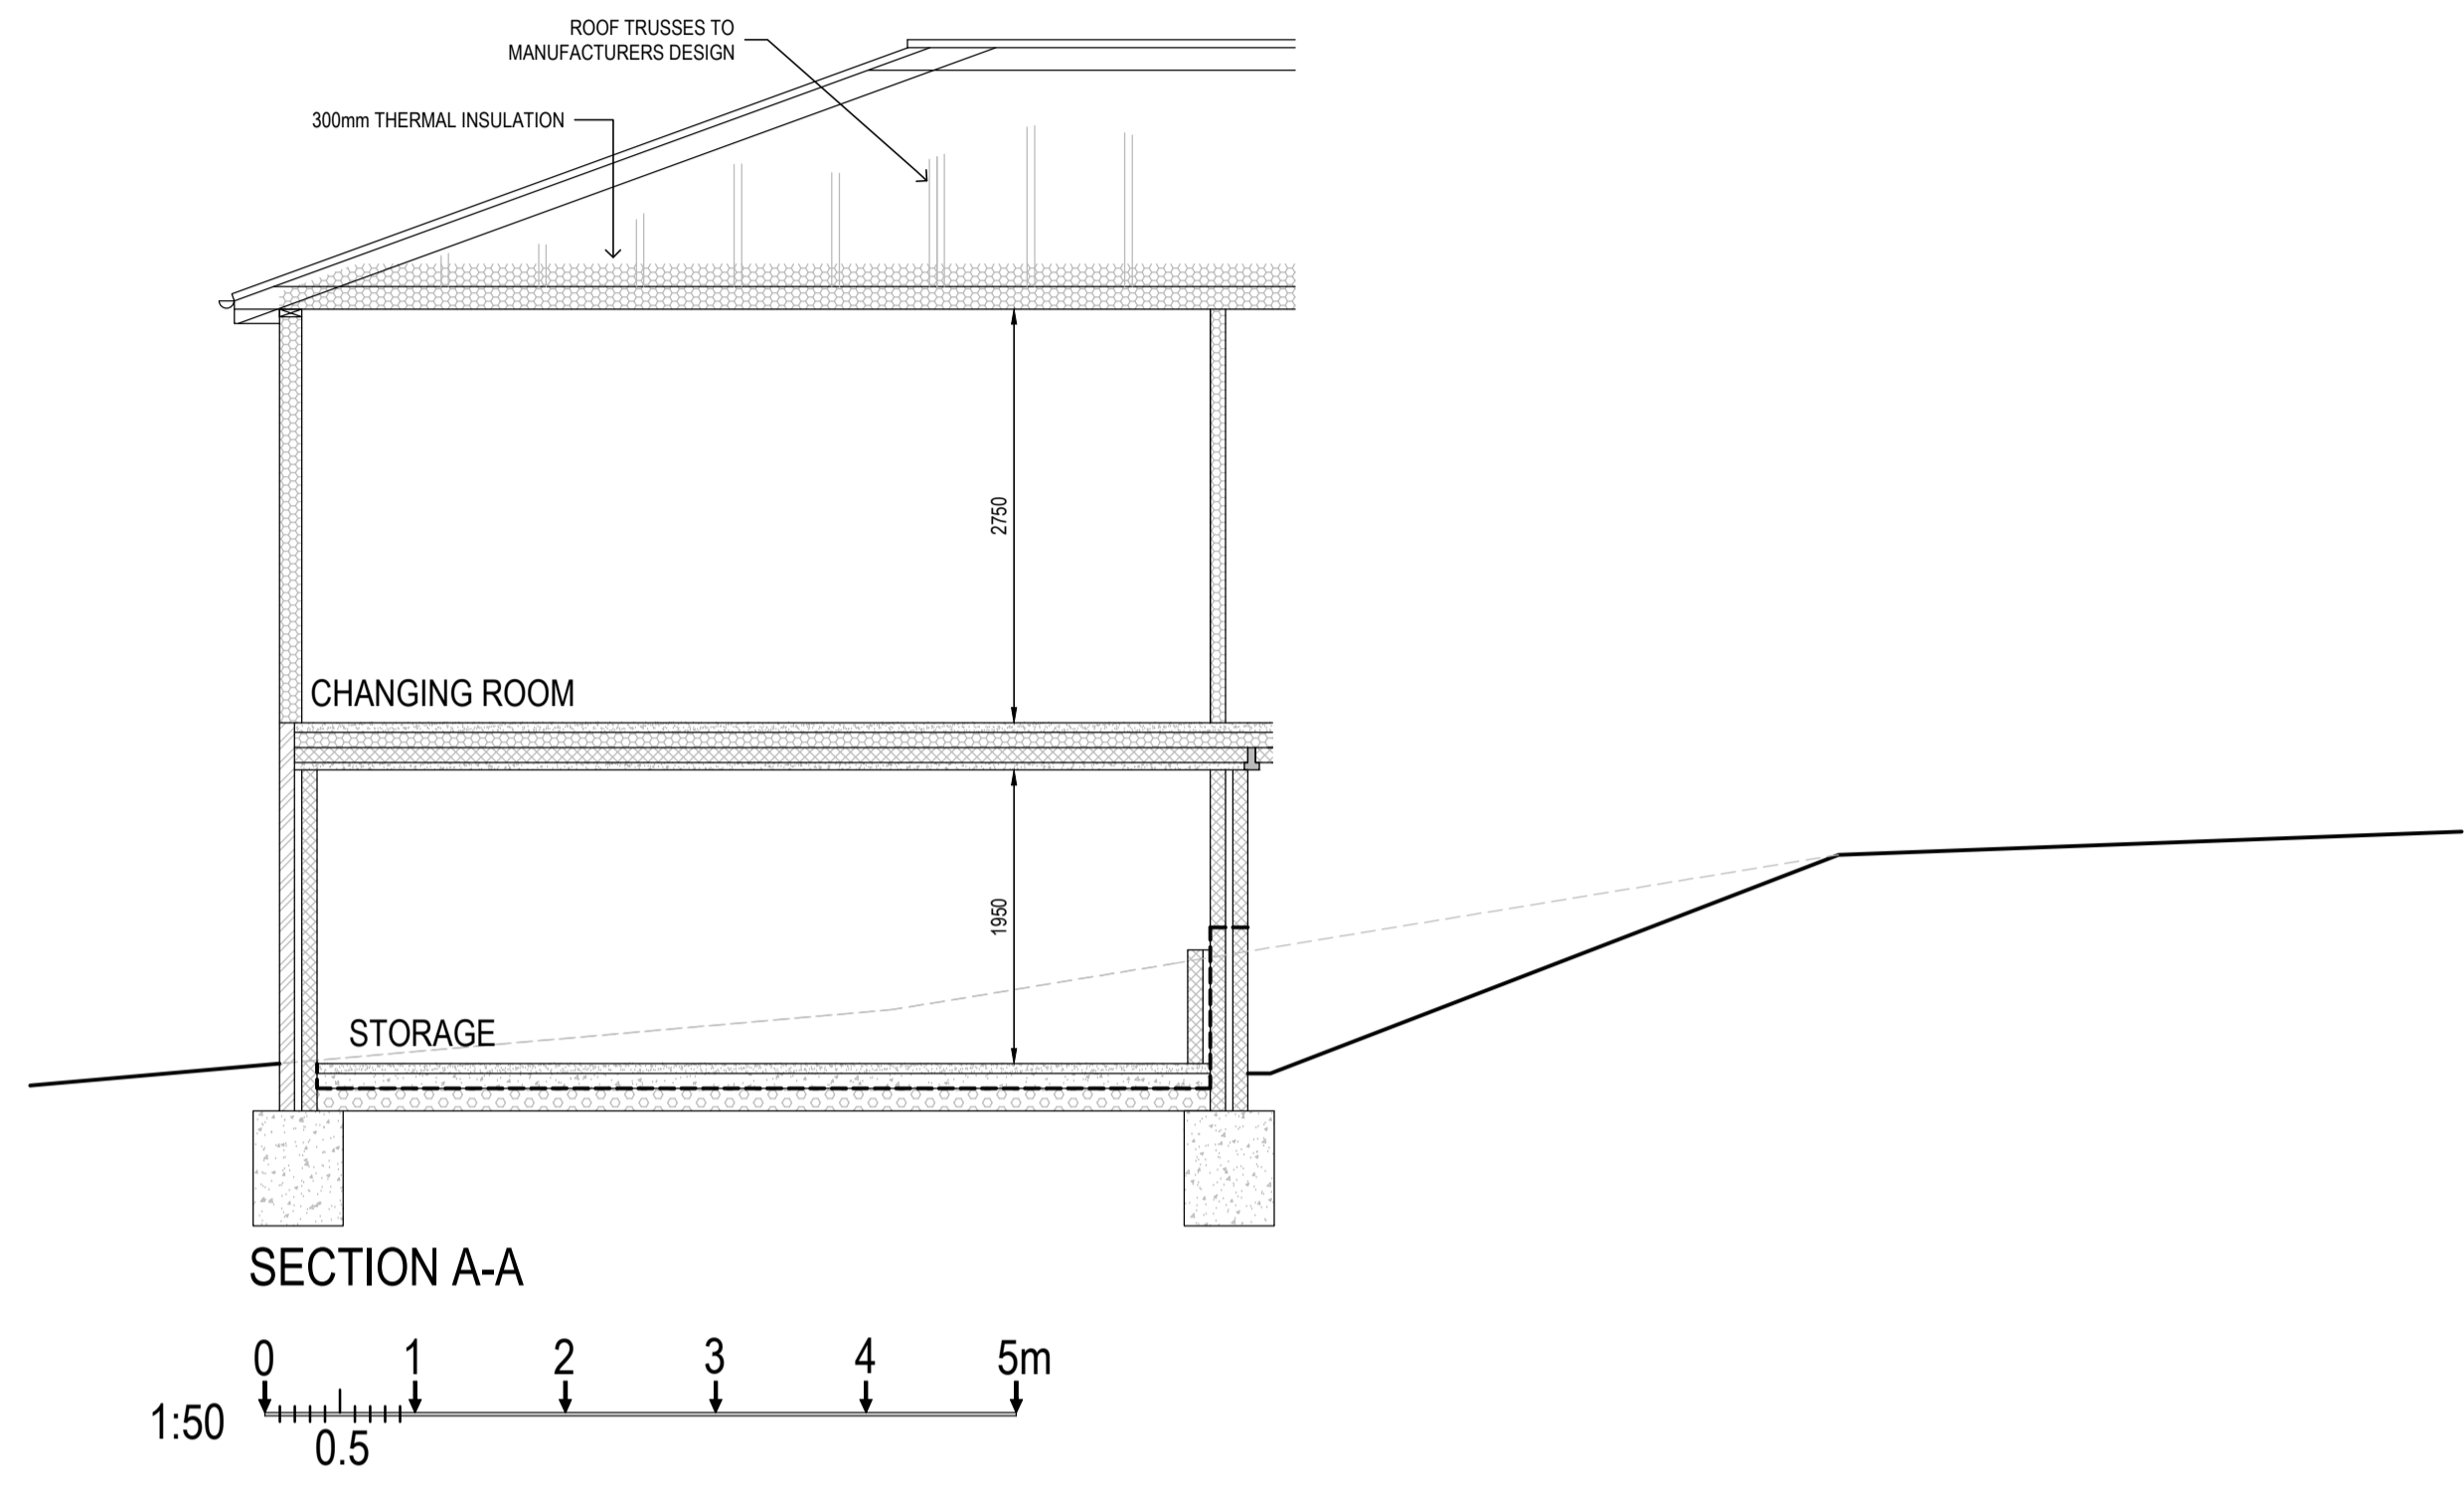 ROOF TRUSSES TO
MANUFACTURERS DESIGN
300mm THERMAL INSULATION
2750
CHANGING ROOM
1950
STORAGE
SECTION A-A
0 1 2 3 4 5m
1:50
0.5